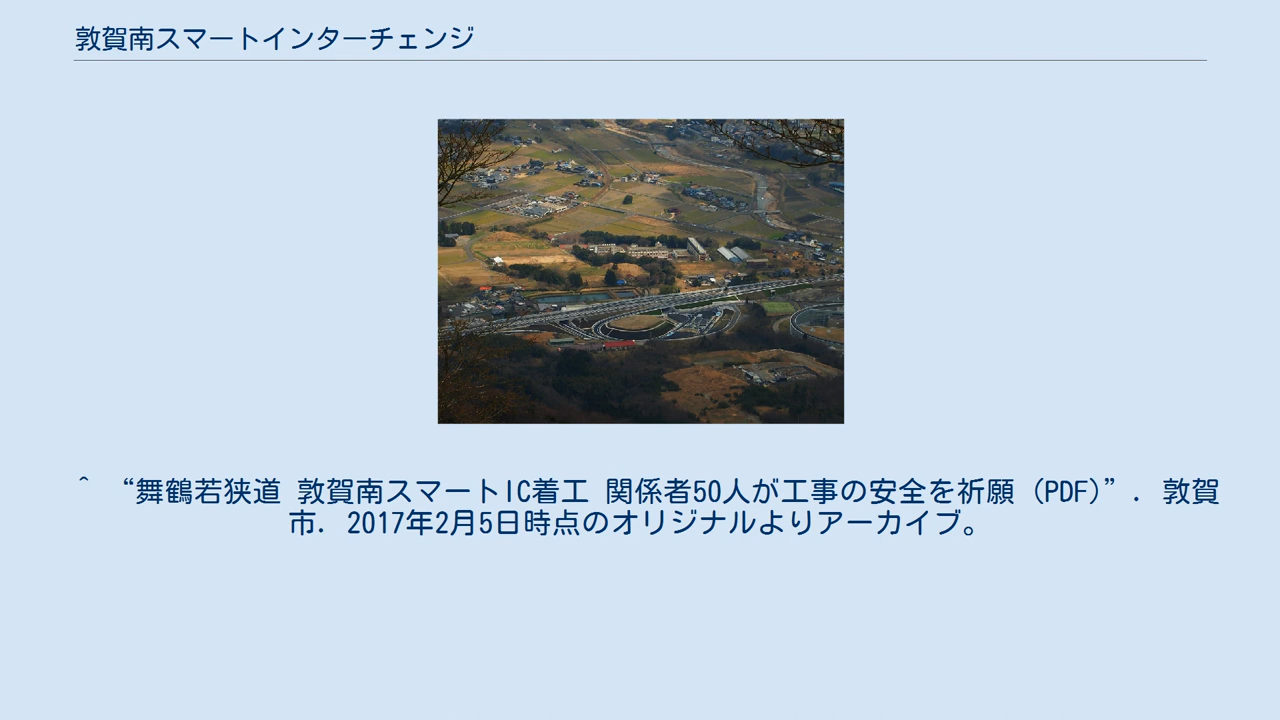 敦賀南スマートインターチェンジ
^ “舞鶴若狭道 敦賀南スマートIC着工 関係者50人が工事の安全を祈願 (PDF)”. 敦賀
市. 2017年2月5日時点のオリジナルよりアーカイブ。